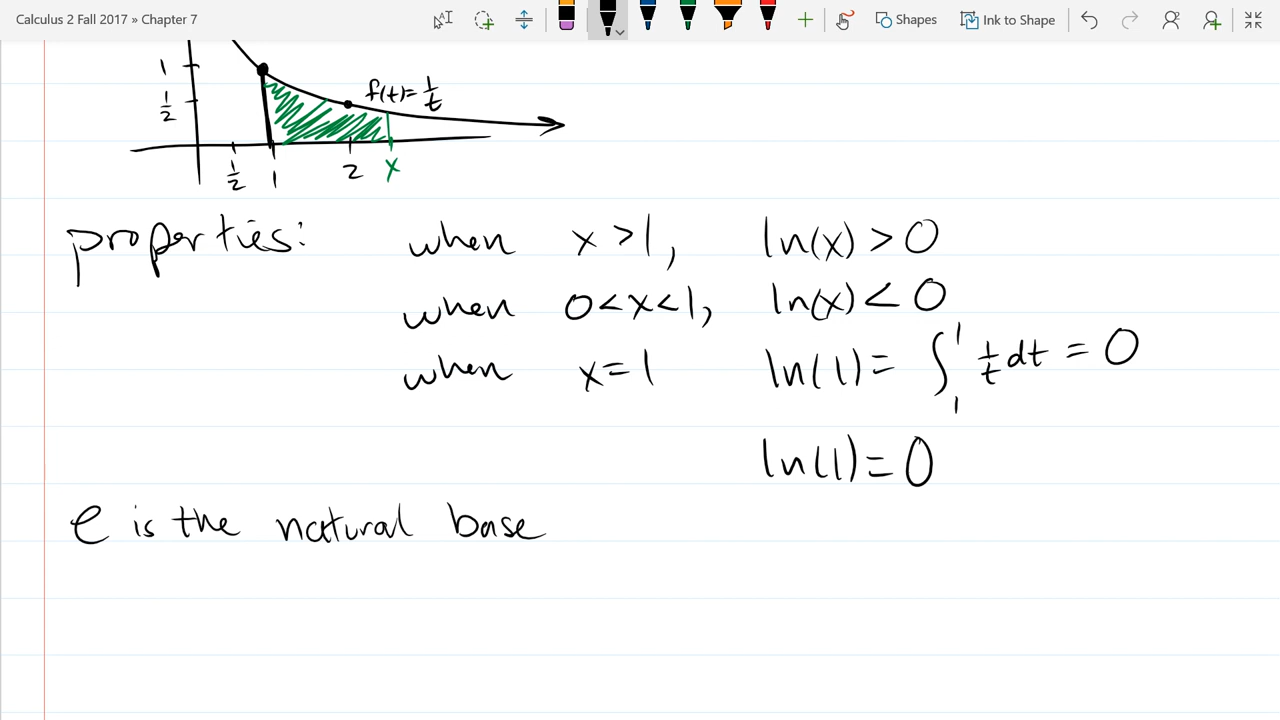 Calculus 2 Fall 2017 » Chapter 7
Shapes
Ink to Shape
1
1/2
f(t)=1/t
1/2 1 2 x
properties: when x>1, ln(x)>0
when 0<x<1, ln(x)<0
when x=1 ln(1)= ∫₁¹ 1/t dt = 0
ln(1)=0
e is the natural base